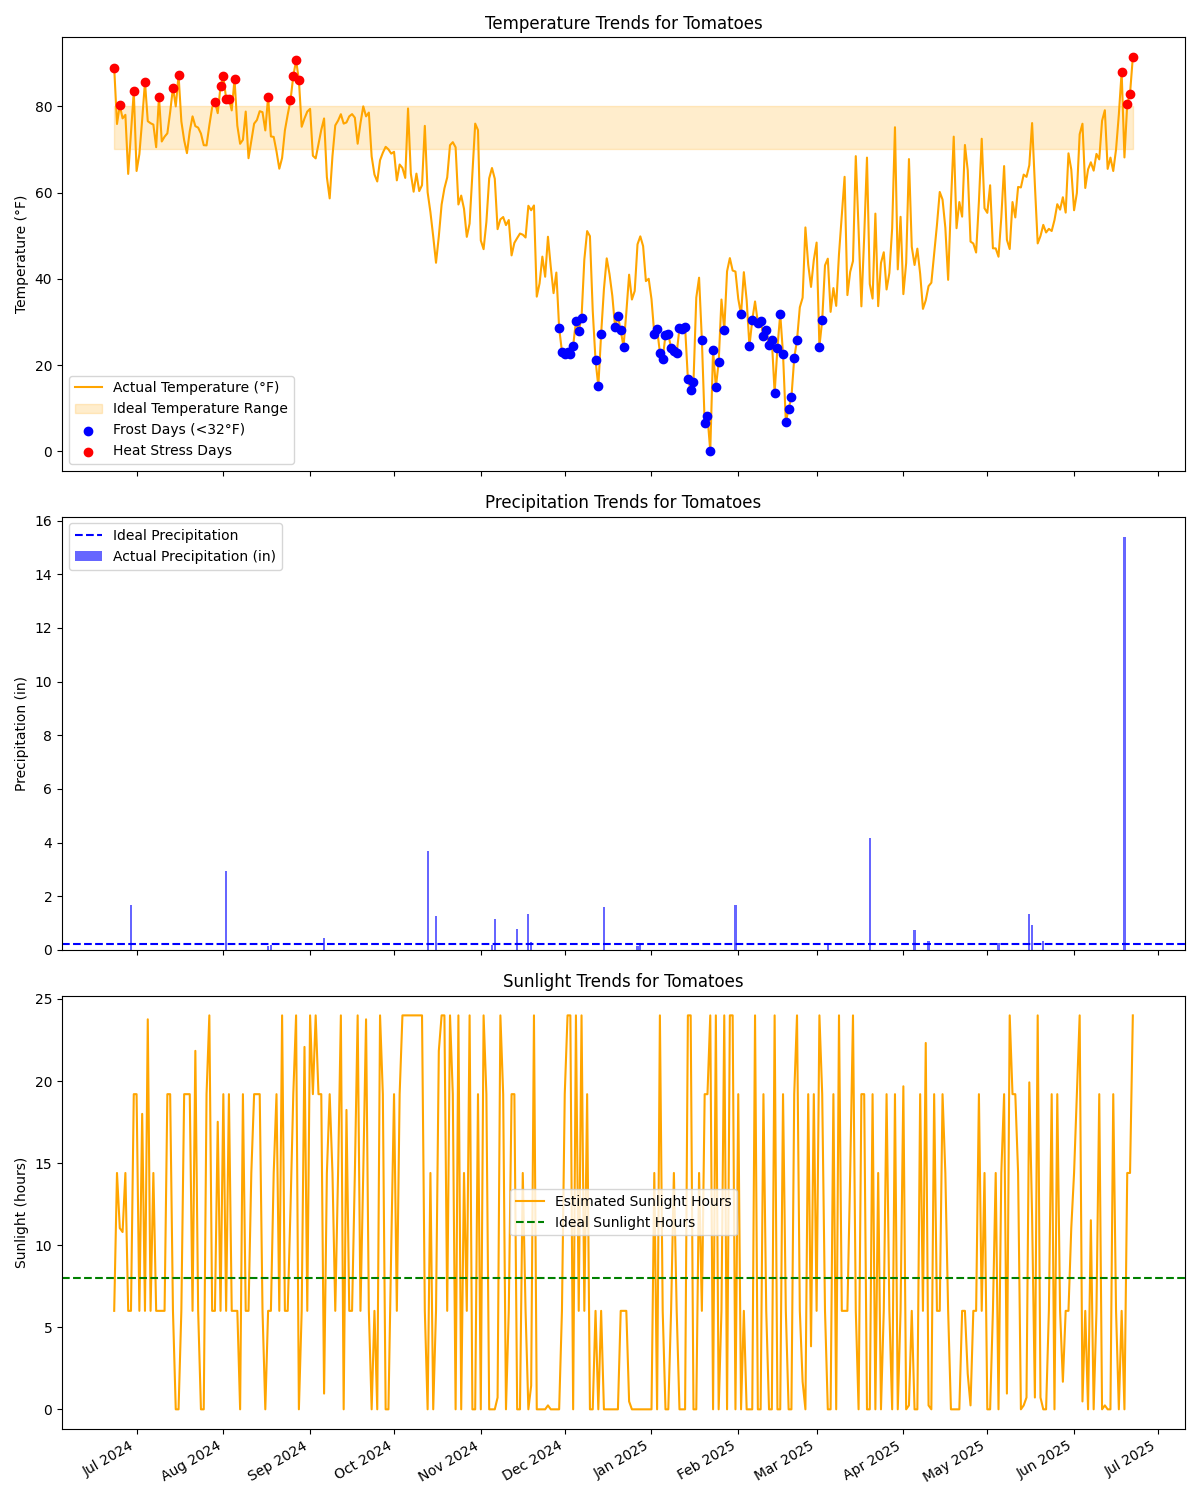 Temperature Trends for Tomatoes
Temperature (°F)
80
60
40
20
0
Actual Temperature (°F)
Ideal Temperature Range
Frost Days (<32°F)
Heat Stress Days
Precipitation Trends for Tomatoes
Precipitation (in)
16
14
12
10
8
6
4
2
0
Ideal Precipitation
Actual Precipitation (in)
Sunlight Trends for Tomatoes
Sunlight (hours)
25
20
15
10
5
0
Estimated Sunlight Hours
Ideal Sunlight Hours
Jul 2024
Aug 2024
Sep 2024
Oct 2024
Nov 2024
Dec 2024
Jan 2025
Feb 2025
Mar 2025
Apr 2025
May 2025
Jun 2025
Jul 2025